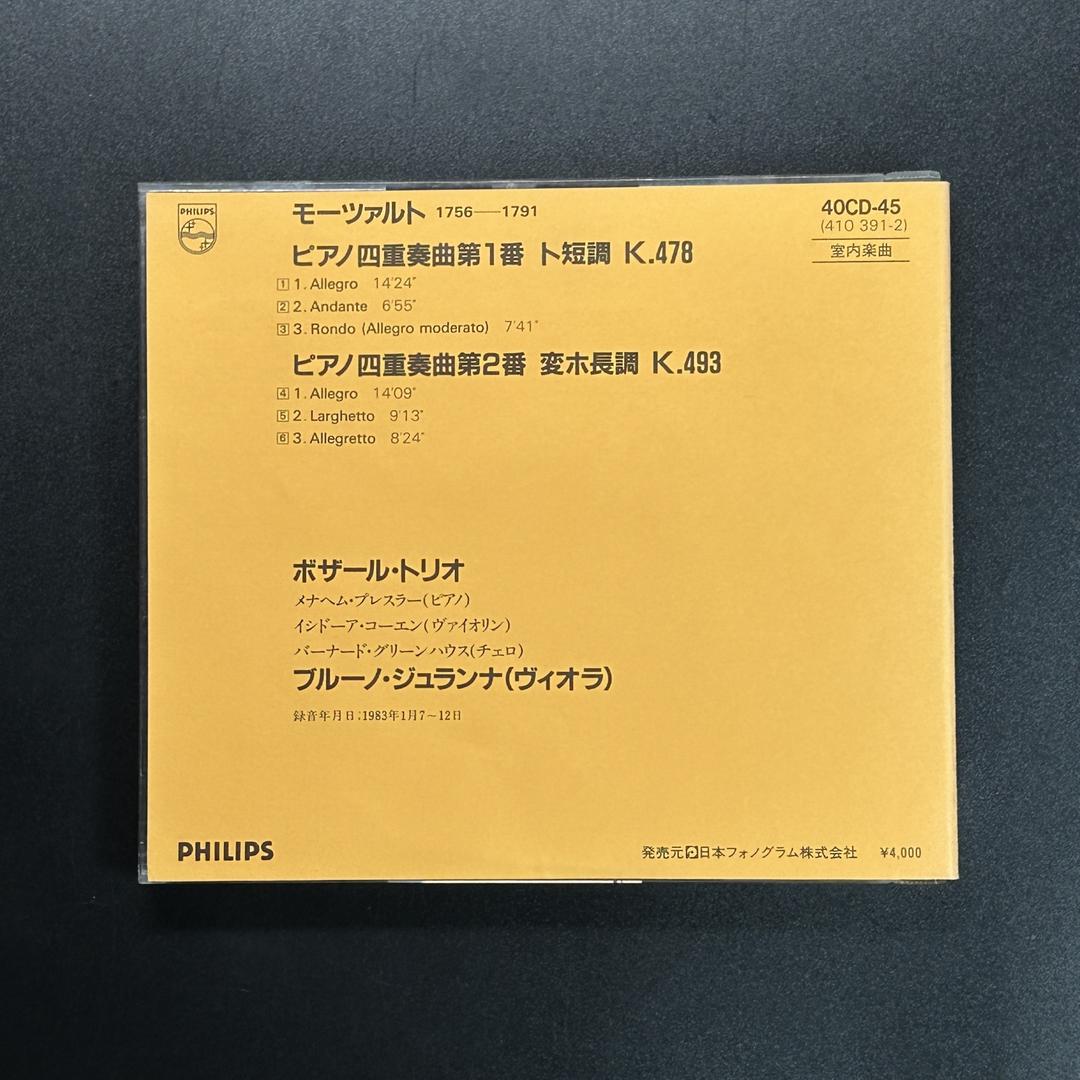 PHILIPS
モーツァルト 1756—1791
40CD-45
(410 391-2)
室内楽曲
ピアノ四重奏曲第1番 ト短調 K.478
1 1. Allegro 14'24"
2 2. Andante 6'55"
3 3. Rondo (Allegro moderato) 7'41"
ピアノ四重奏曲第2番 変ホ長調 K.493
4 1. Allegro 14'09"
5 2. Larghetto 9'13"
6 3. Allegretto 8'24"
ボザール・トリオ
メナヘム・プレスラー(ピアノ)
イシドーア・コーエン(ヴァイオリン)
バーナード・グリーンハウス(チェロ)
ブルーノ・ジュランナ(ヴィオラ)
録音年月日:1983年1月7～12日
PHILIPS
発売元 日本フォノグラム株式会社 ¥4,000